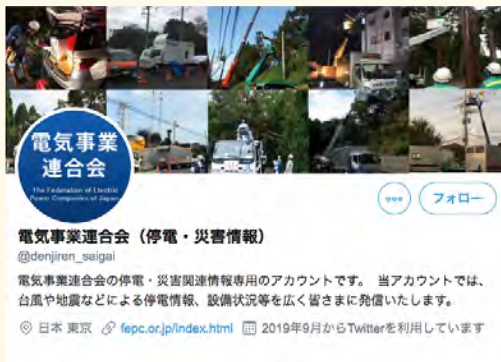 電気事業
連合会
The Federation of Electric
Power Companies of Japan
フォロー
電気事業連合会（停電・災害情報）
@denjiren_saigai
電気事業連合会の停電・災害関連情報専用のアカウントです。 当アカウントでは、
台風や地震などによる停電情報、設備状況等を広く皆さまに発信いたします。
日本 東京 fepc.or.jp/index.html 2019年9月からTwitterを利用しています